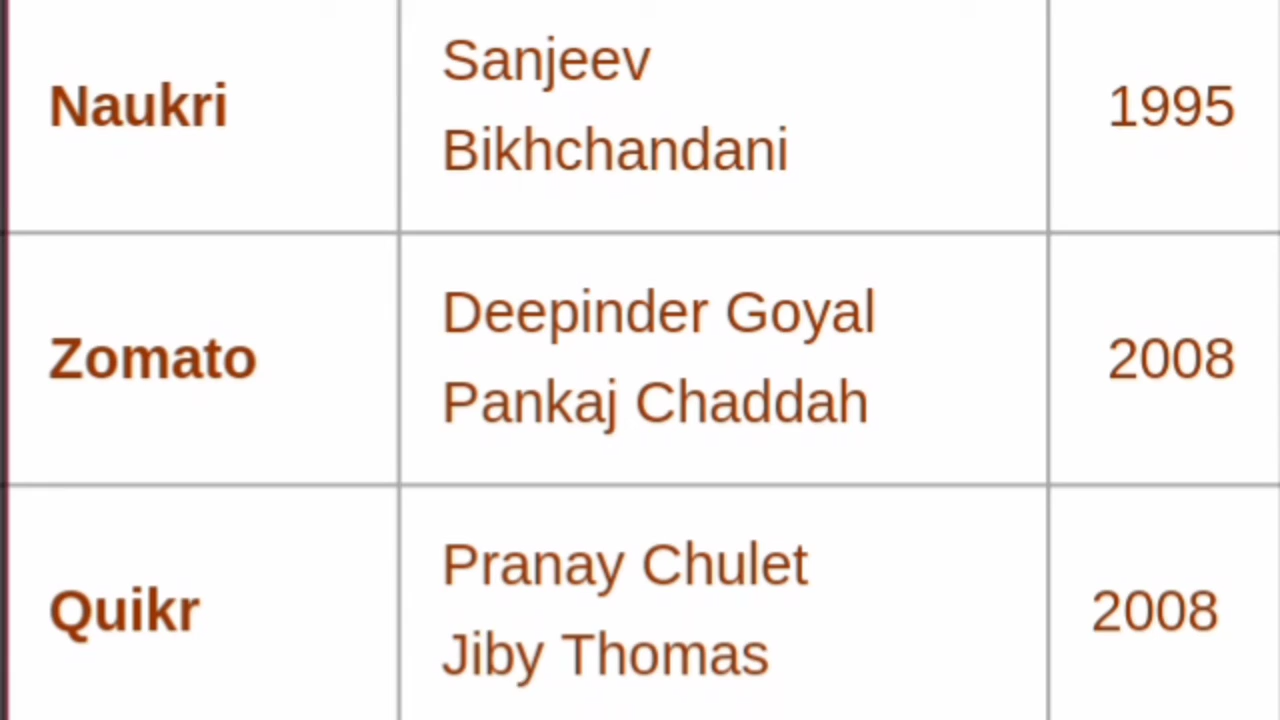 Naukri
Sanjeev
Bikhchandani
1995
Zomato
Deepinder Goyal
Pankaj Chaddah
2008
Quikr
Pranay Chulet
Jiby Thomas
2008